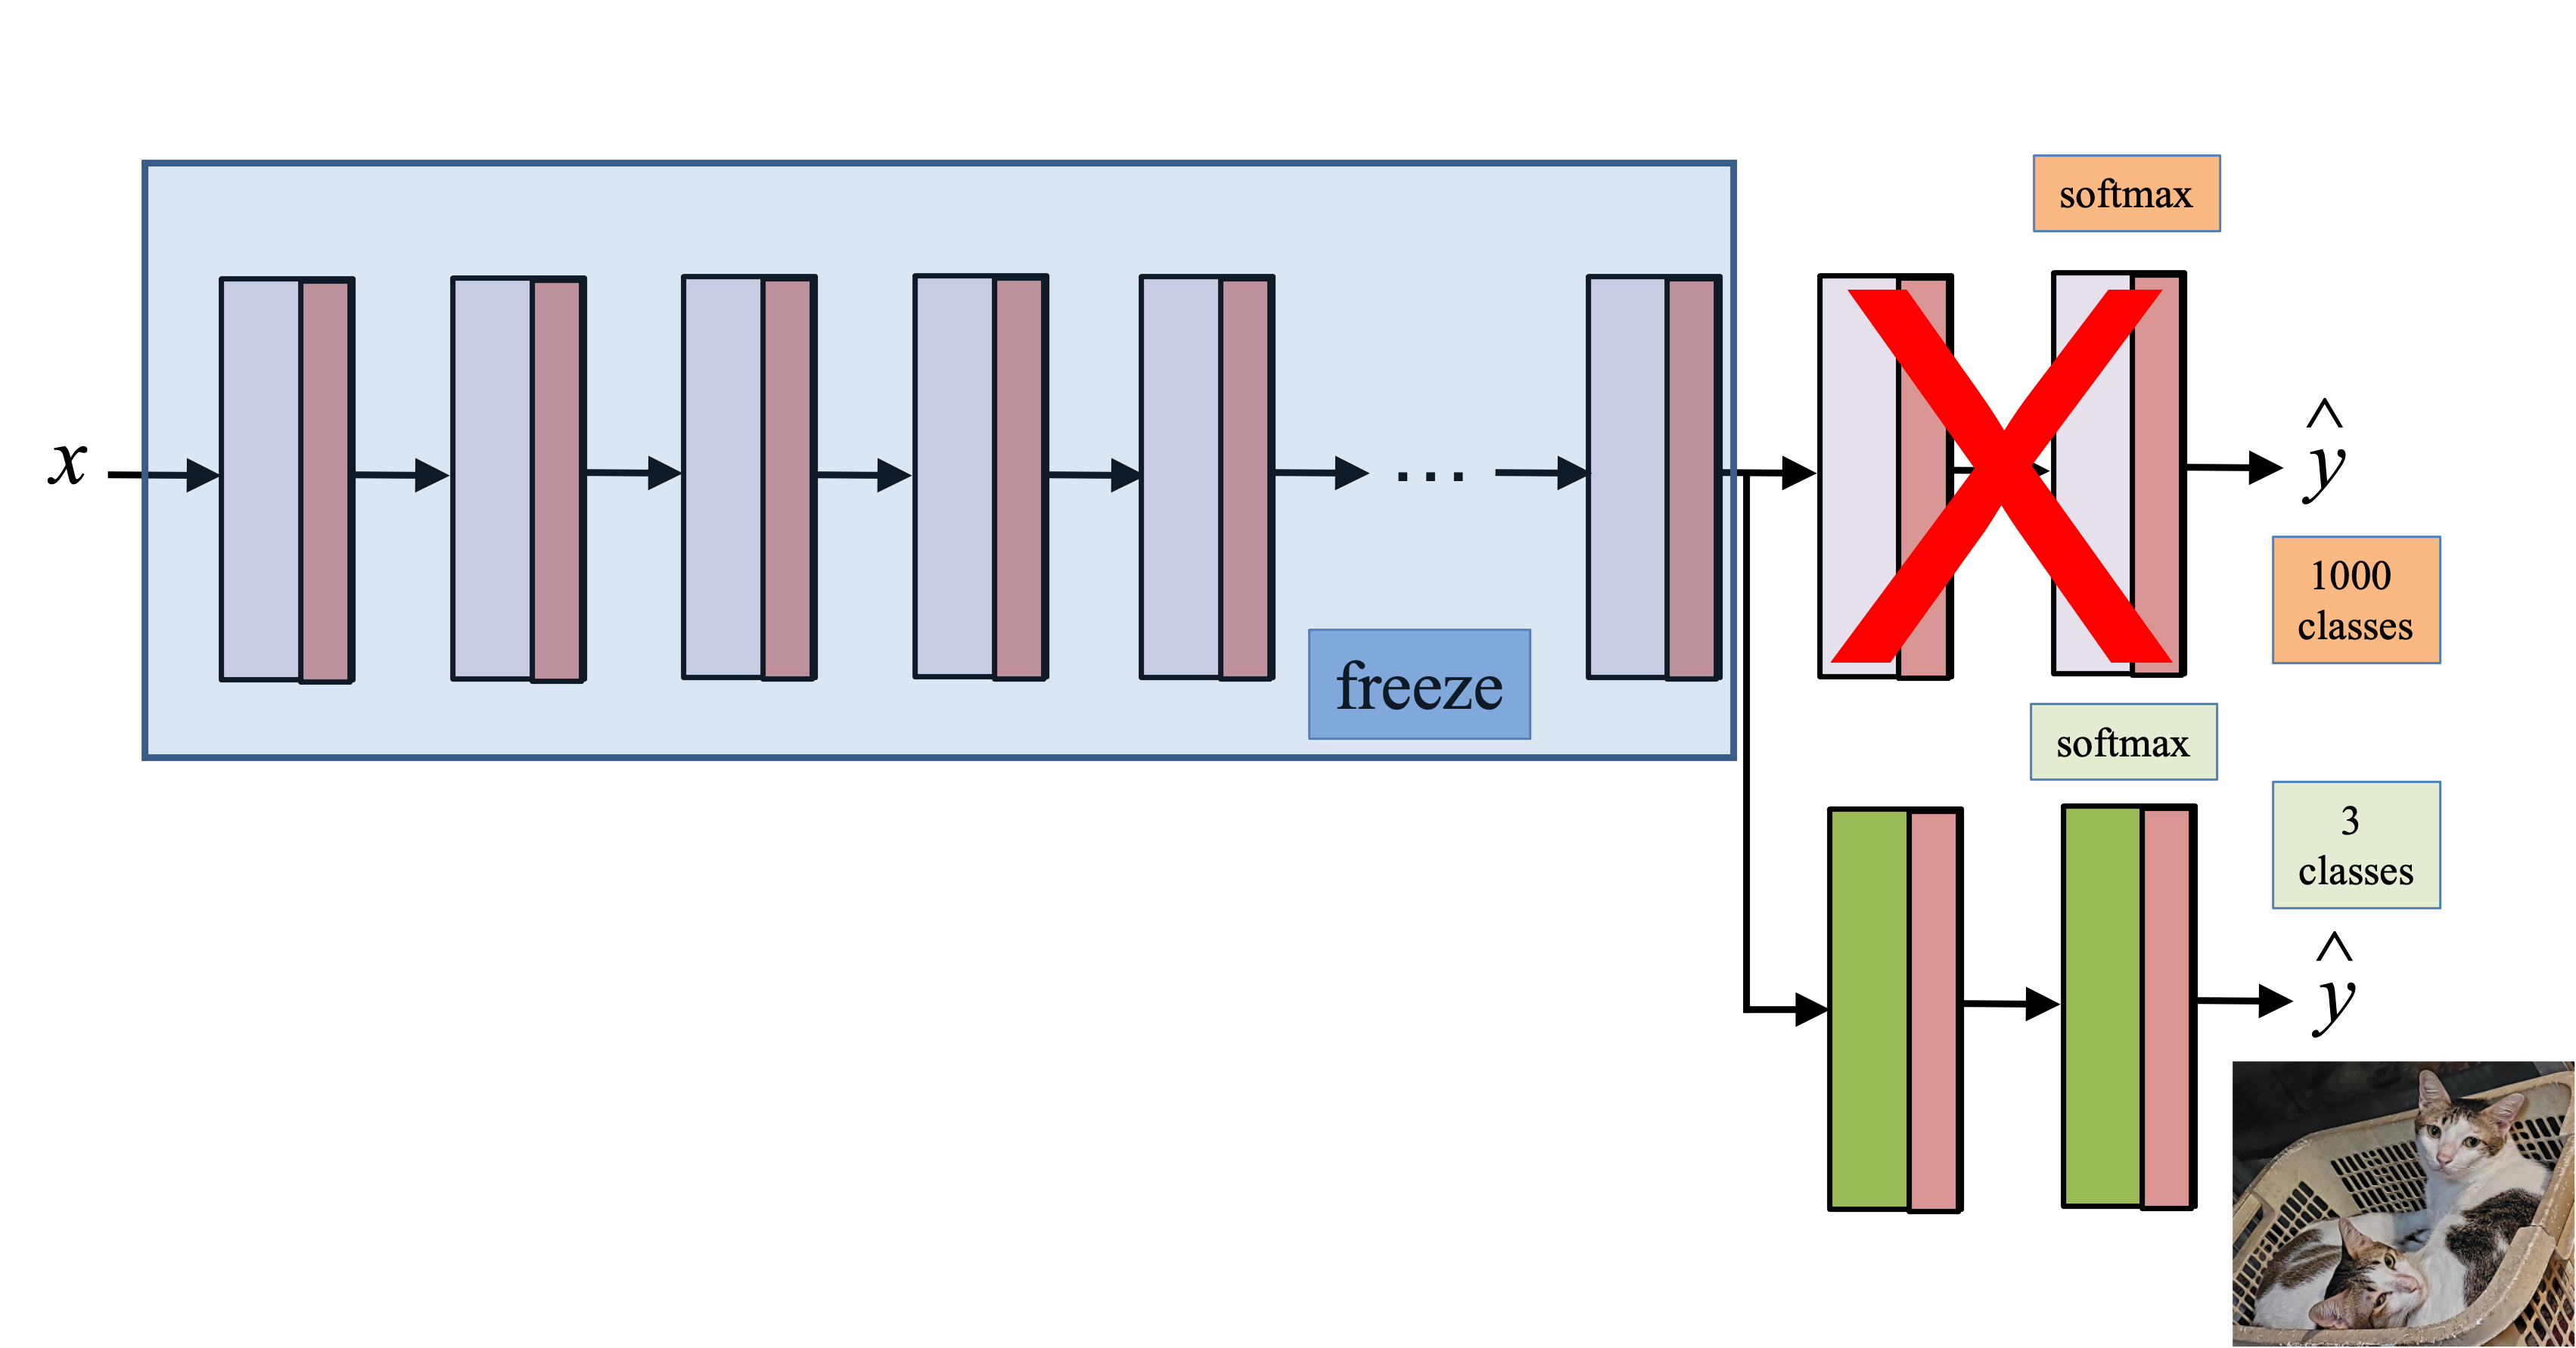 softmax
x
...
ŷ
1000
classes
freeze
softmax
3
classes
ŷ